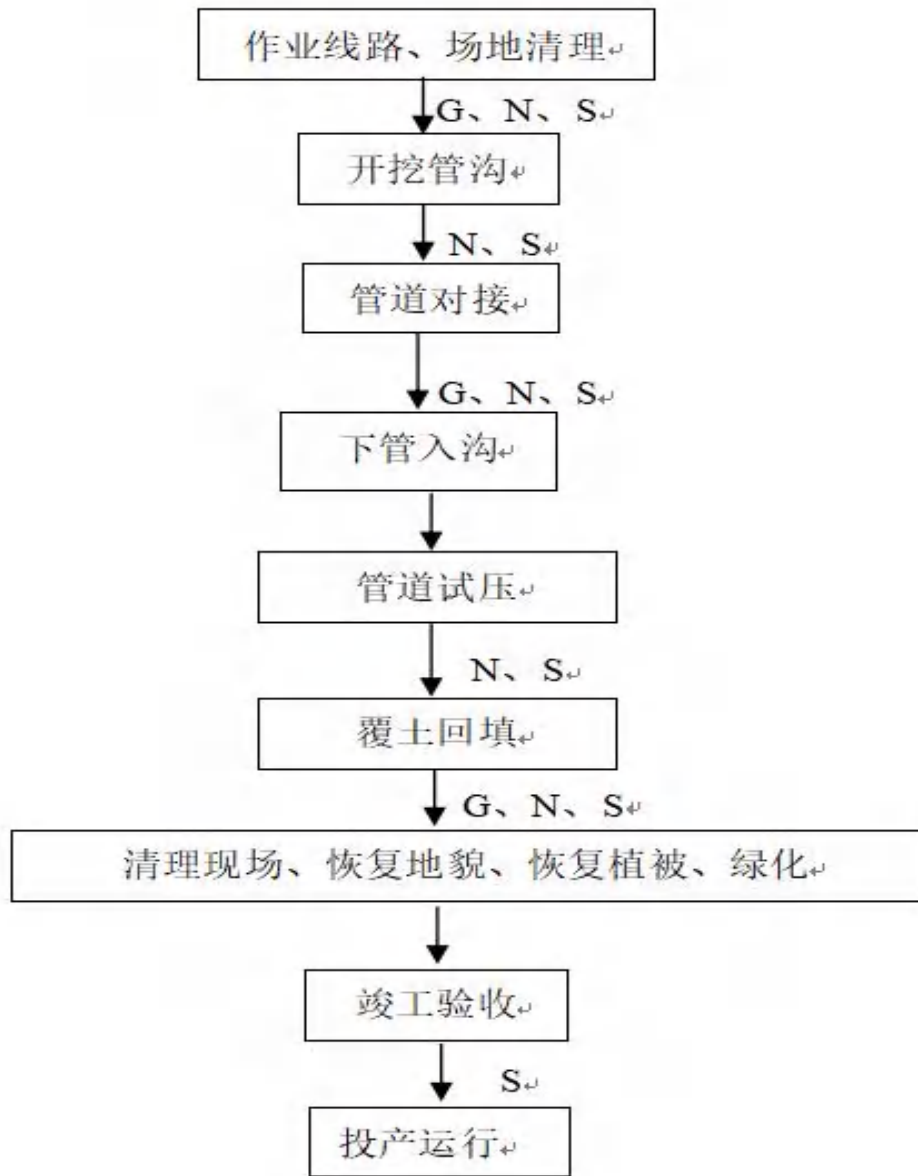 作业线路、场地清理
G、N、S
开挖管沟
N、S
管道对接
G、N、S
下管入沟
管道试压
N、S
覆土回填
G、N、S
清理现场、恢复地貌、恢复植被、绿化
竣工验收
S
投产运行